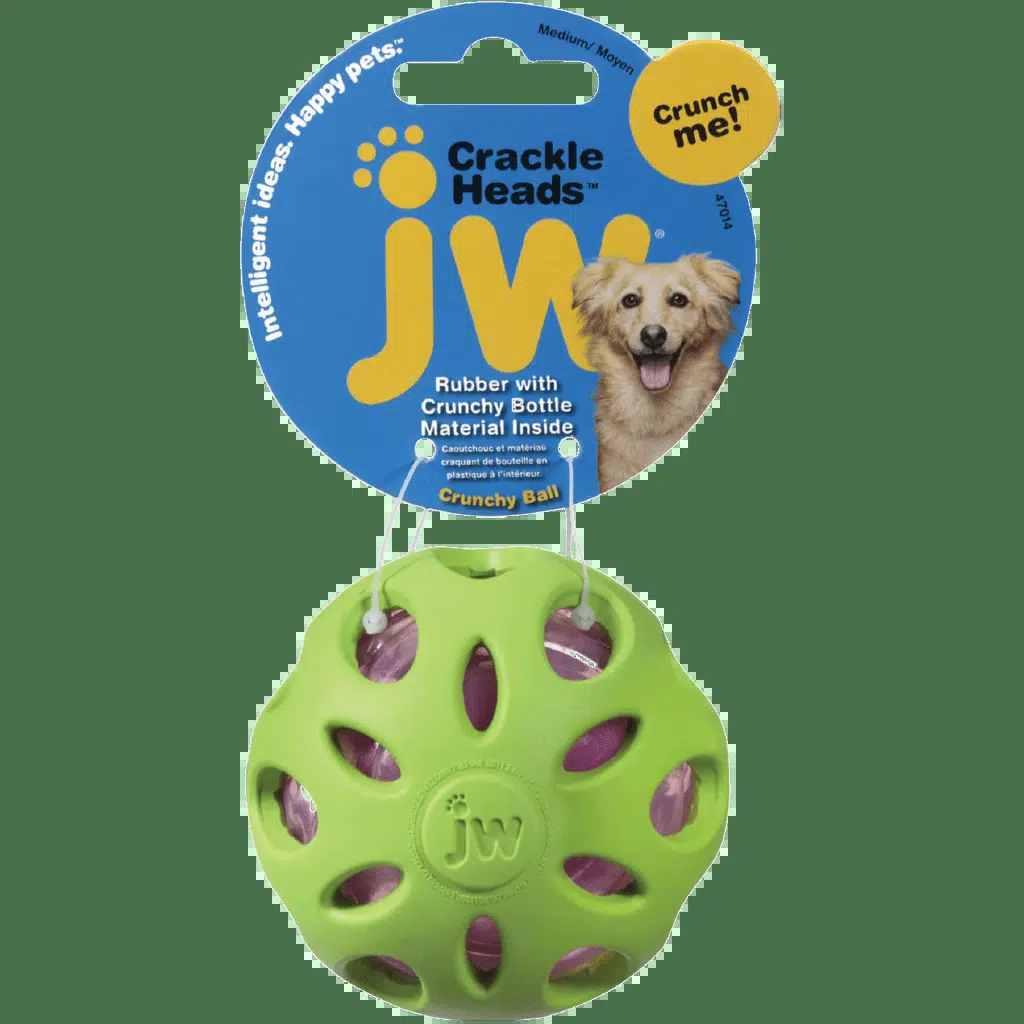 Medium/ Moyen
Intelligent ideas. Happy pets.™
Crunch
me!
Crackle
Heads™
47014
jw®
Rubber with
Crunchy Bottle
Material Inside
Caoutchouc et matériau
craquant de bouteille en
plastique à l'intérieur.
Crunchy Ball
jw